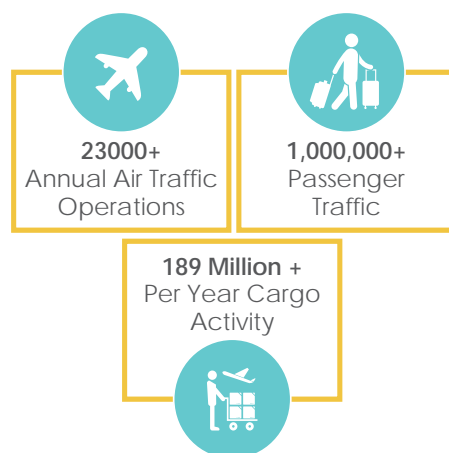 23000+
Annual Air Traffic
Operations
1,000,000+
Passenger
Traffic
189 Million +
Per Year Cargo
Activity